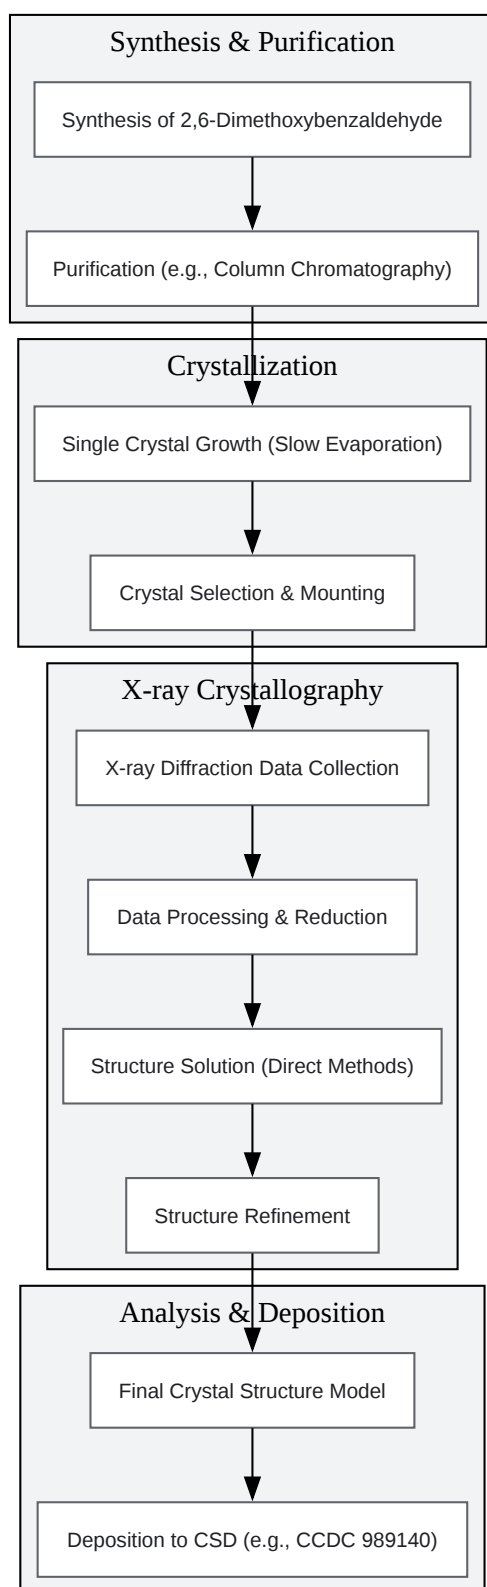 Synthesis & Purification
Synthesis of 2,6-Dimethoxybenzaldehyde
Purification (e.g., Column Chromatography)
Crystallization
Single Crystal Growth (Slow Evaporation)
Crystal Selection & Mounting
X-ray Crystallography
X-ray Diffraction Data Collection
Data Processing & Reduction
Structure Solution (Direct Methods)
Structure Refinement
Analysis & Deposition
Final Crystal Structure Model
Deposition to CSD (e.g., CCDC 989140)